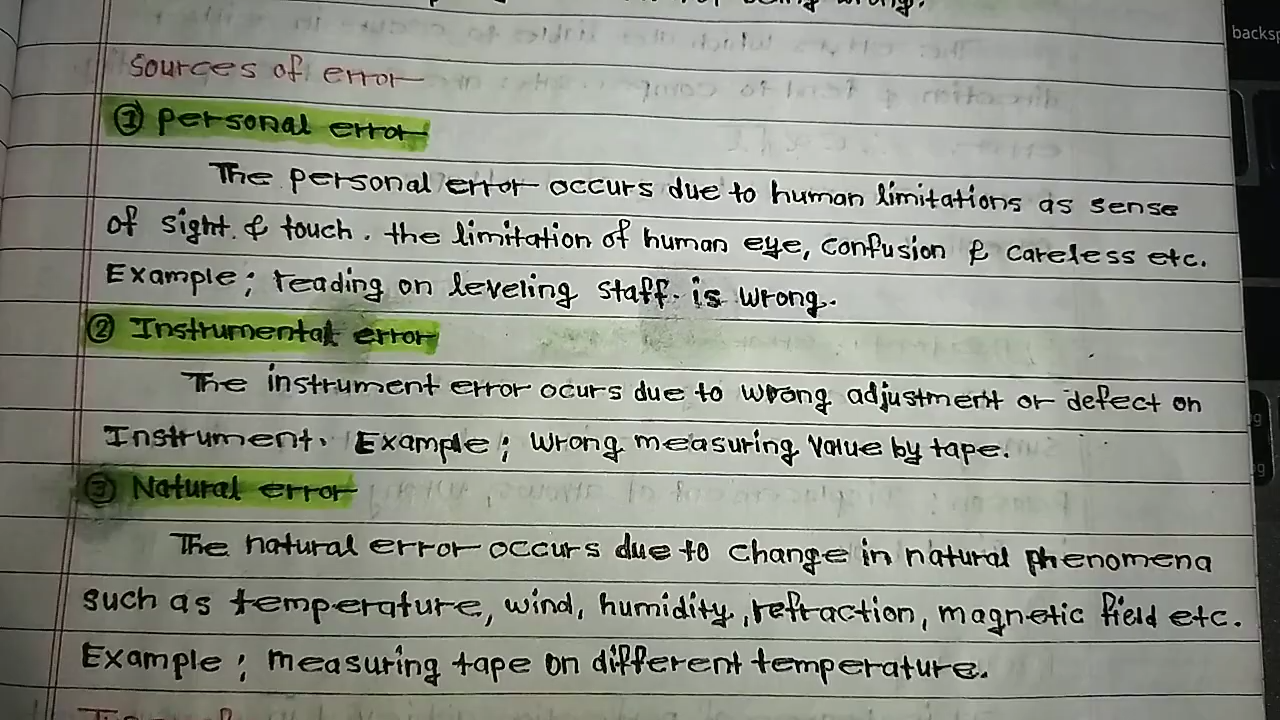 being wrong.
Sources of error
① Personal error
The personal error occurs due to human limitations as sense
of sight. & touch. the limitation of human eye, confusion & careless etc.
Example; reading on leveling staff. is wrong.
② Instrumental error
The instrument error ocurs due to wrong adjustment or defect on
Instrument. Example; wrong measuring value by tape.
③ Natural error
The natural error occurs due to change in natural phenomena
such as temperature, wind, humidity, refraction, magnetic field etc.
Example; measuring tape on different temperature.
backsp